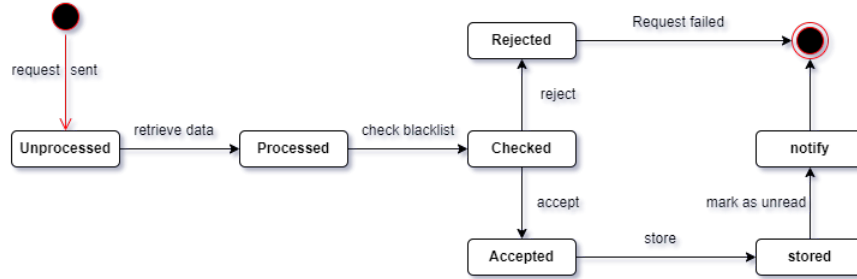 Rejected
Request failed
request sent
reject
Unprocessed
retrieve data
Processed
check blacklist
Checked
notify
accept
mark as unread
Accepted
store
stored